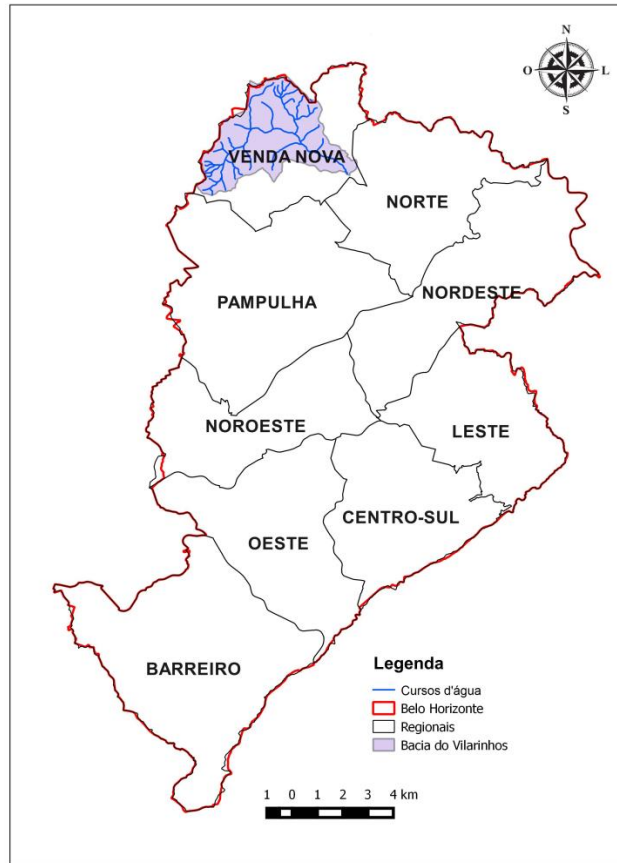 N
O
L
S
VENDA NOVA
NORTE
NORDESTE
PAMPULHA
NOROESTE
LESTE
CENTRO-SUL
OESTE
BARREIRO
Legenda
Cursos d'água
Belo Horizonte
Regionais
Bacia do Vilarinhos
1 0 1 2 3 4 km